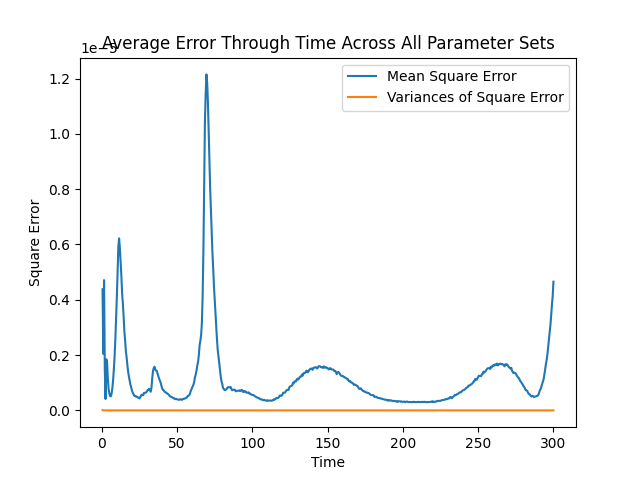 Average Error Through Time Across All Parameter Sets
Mean Square Error
Variances of Square Error
1.2
1.0
0.8
0.6
0.4
0.2
0.0
Square Error
0 50 100 150 200 250 300
Time